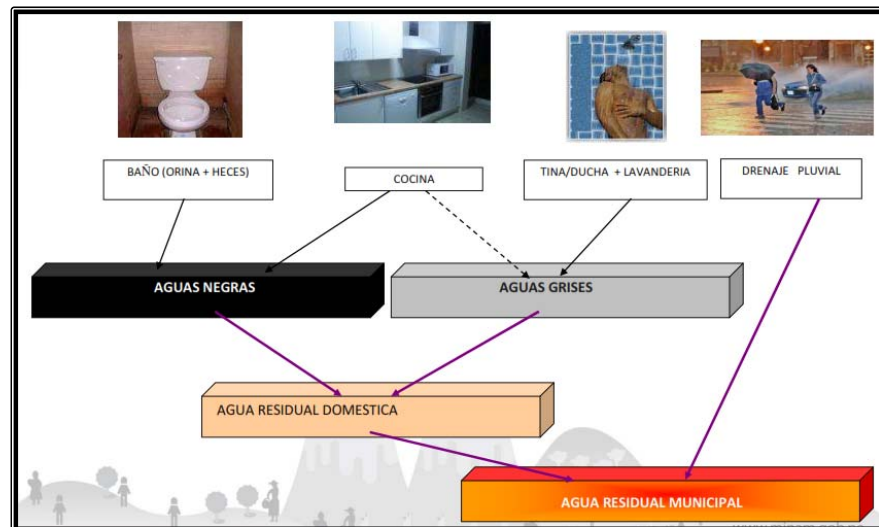 BAÑO (ORINA + HECES)
COCINA
TINA/DUCHA + LAVANDERIA
DRENAJE PLUVIAL
AGUAS NEGRAS
AGUAS GRISES
AGUA RESIDUAL DOMESTICA
AGUA RESIDUAL MUNICIPAL